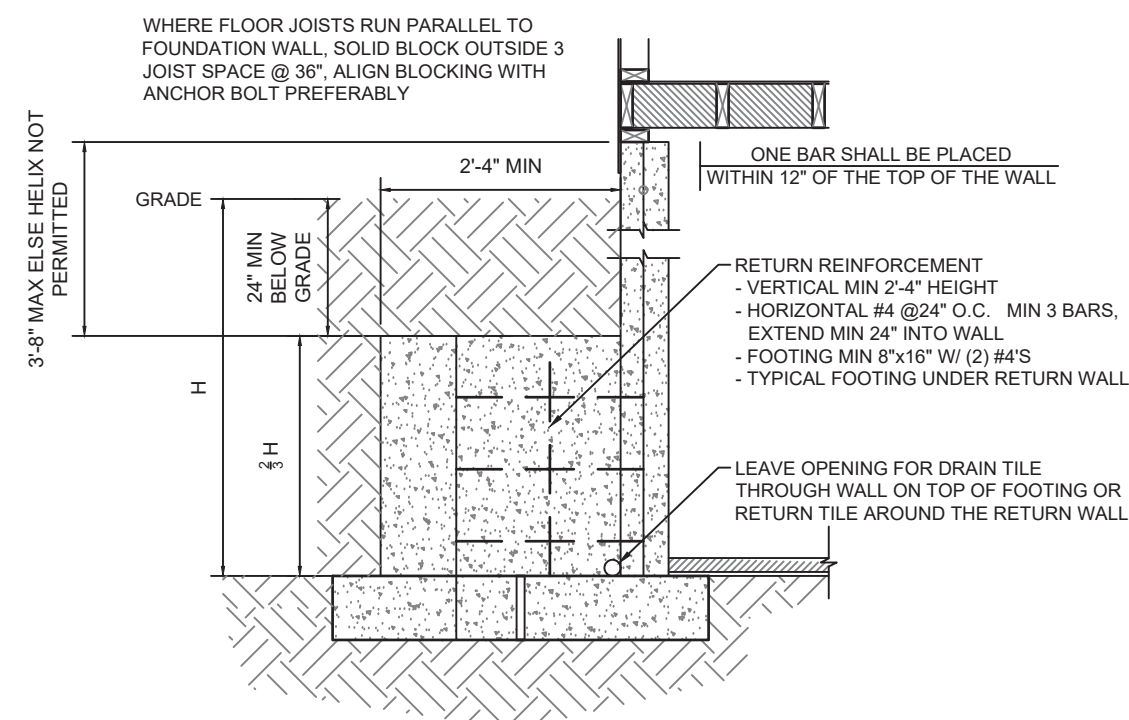 WHERE FLOOR JOISTS RUN PARALLEL TO
FOUNDATION WALL, SOLID BLOCK OUTSIDE 3
JOIST SPACE @ 36", ALIGN BLOCKING WITH
ANCHOR BOLT PREFERABLY
3'-8" MAX ELSE HELIX NOT
PERMITTED
2'-4" MIN
ONE BAR SHALL BE PLACED
WITHIN 12" OF THE TOP OF THE WALL
GRADE
24" MIN
BELOW
GRADE
RETURN REINFORCEMENT
- VERTICAL MIN 2'-4" HEIGHT
- HORIZONTAL #4 @24" O.C. MIN 3 BARS,
EXTEND MIN 24" INTO WALL
- FOOTING MIN 8"x16" W/ (2) #4'S
- TYPICAL FOOTING UNDER RETURN WALL
H
2/3 H
LEAVE OPENING FOR DRAIN TILE
THROUGH WALL ON TOP OF FOOTING OR
RETURN TILE AROUND THE RETURN WALL